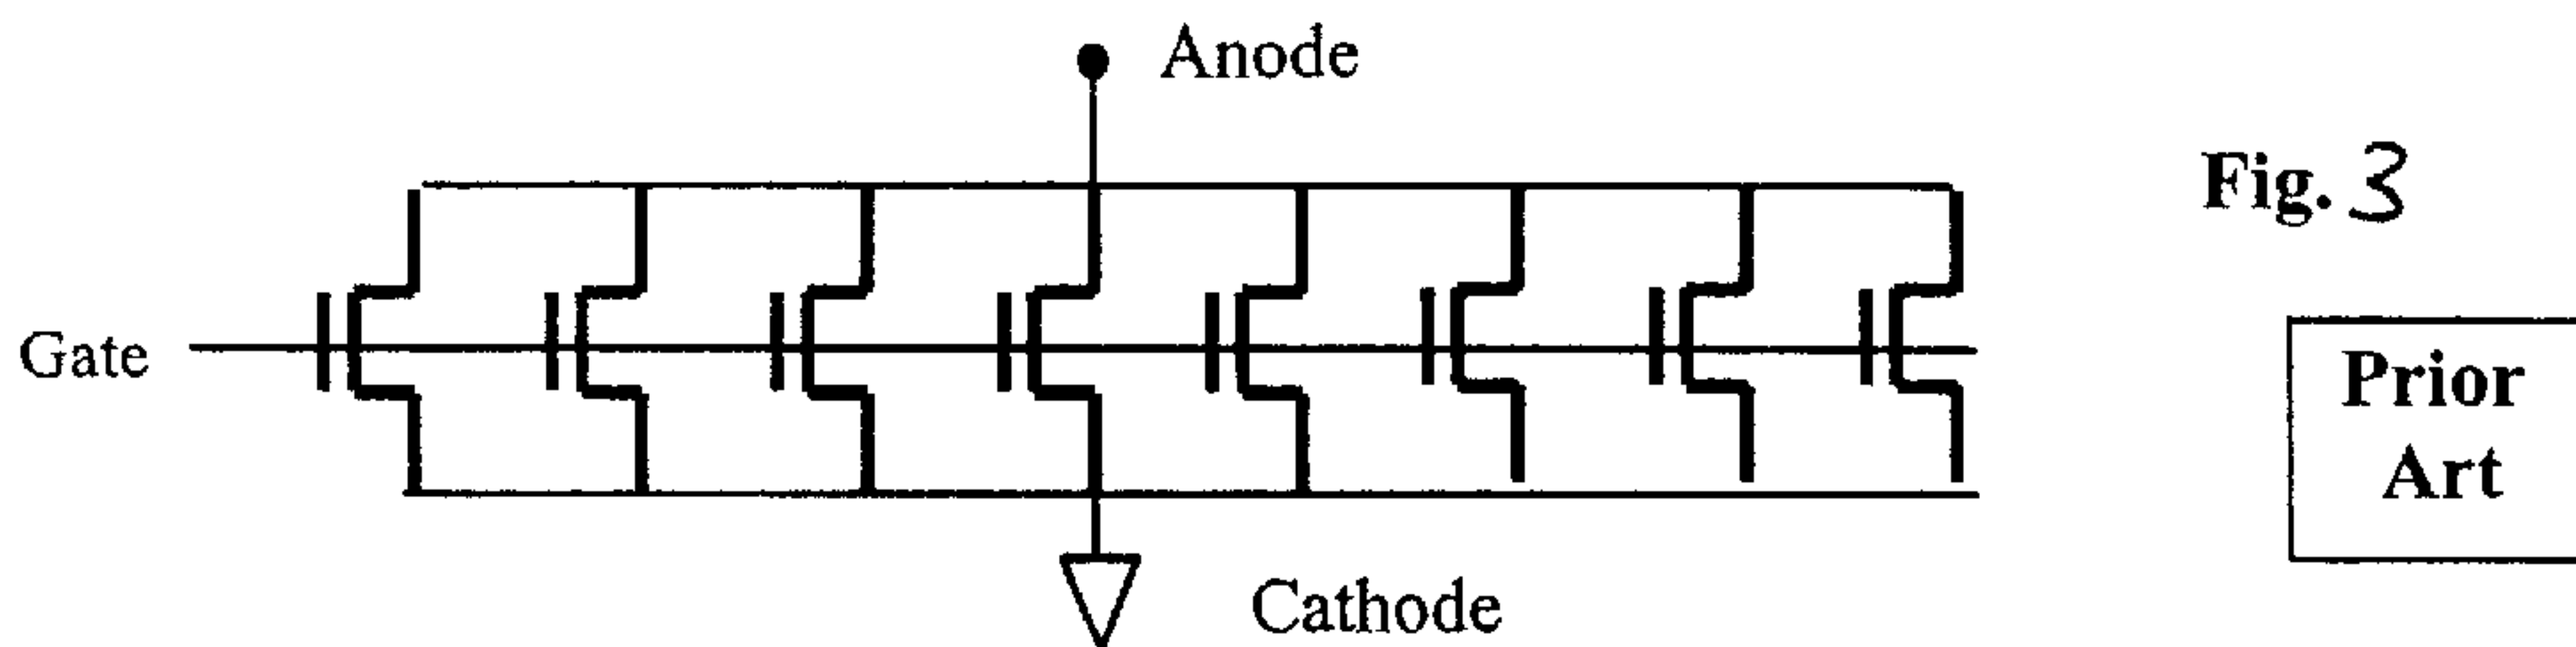 Anode
Fig. 3
Gate
Prior
Art
Cathode